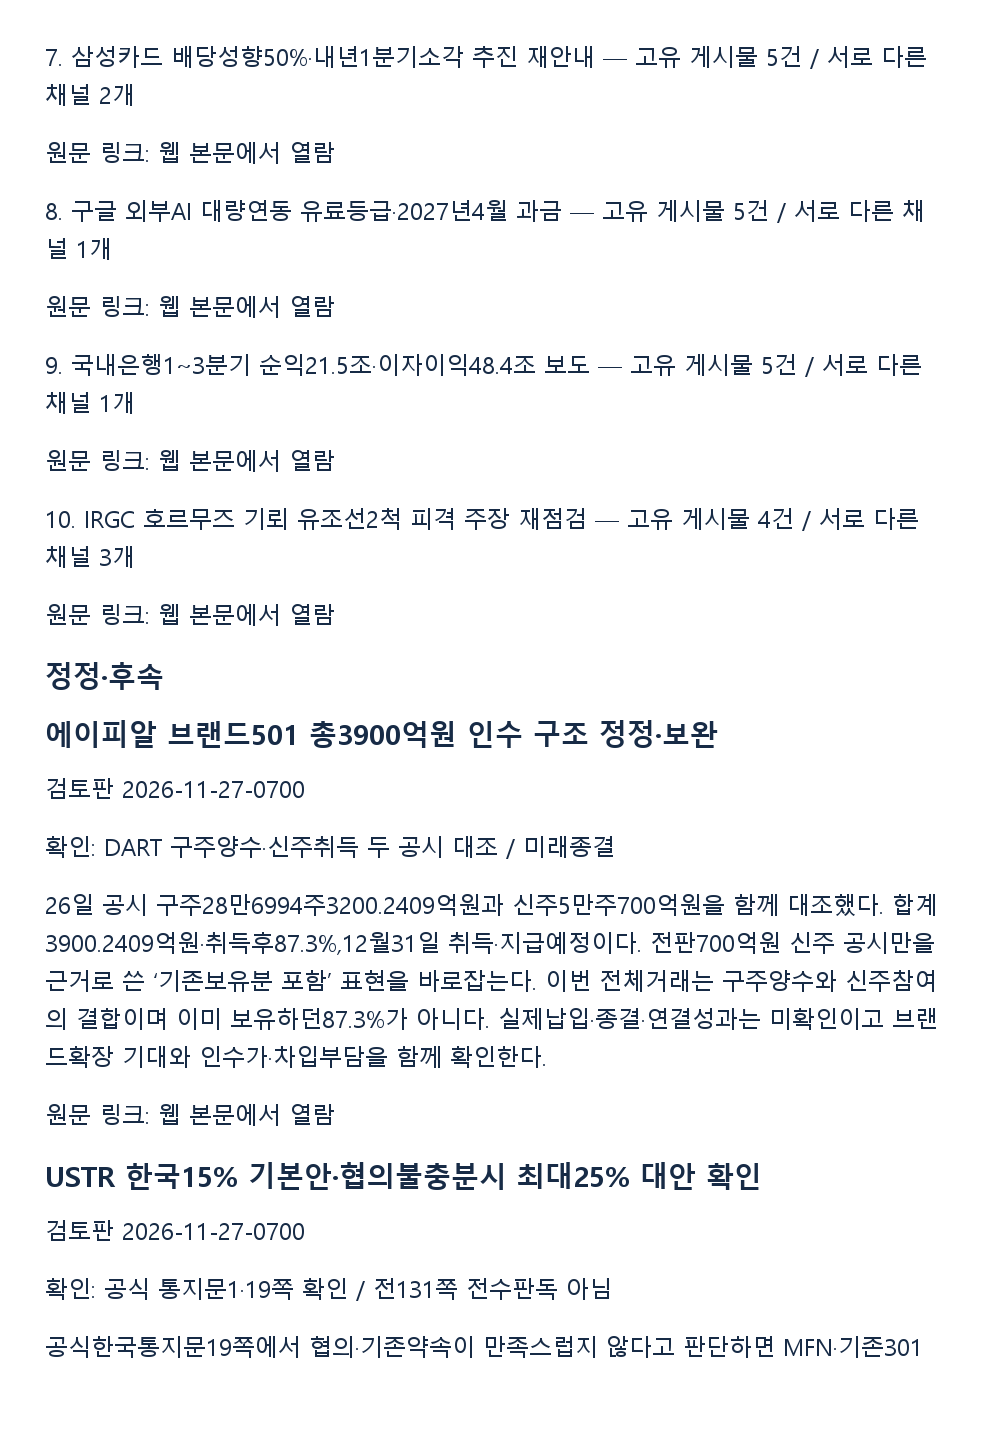 7. 삼성카드 배당성향50%·내년1분기소각 추진 재안내 — 고유 게시물 5건 / 서로 다른
채널 2개
원문 링크: 웹 본문에서 열람
8. 구글 외부AI 대량연동 유료등급·2027년4월 과금 — 고유 게시물 5건 / 서로 다른 채
널 1개
원문 링크: 웹 본문에서 열람
9. 국내은행1~3분기 순익21.5조·이자이익48.4조 보도 — 고유 게시물 5건 / 서로 다른
채널 1개
원문 링크: 웹 본문에서 열람
10. IRGC 호르무즈 기뢰 유조선2척 피격 주장 재점검 — 고유 게시물 4건 / 서로 다른
채널 3개
원문 링크: 웹 본문에서 열람
정정·후속
에이피알 브랜드501 총3900억원 인수 구조 정정·보완
검토판 2026-11-27-0700
확인: DART 구주양수·신주취득 두 공시 대조 / 미래종결
26일 공시 구주28만6994주3200.2409억원과 신주5만주700억원을 함께 대조했다. 합계
3900.2409억원·취득후87.3%,12월31일 취득·지급예정이다. 전판700억원 신주 공시만을
근거로 쓴 ‘기존보유분 포함’ 표현을 바로잡는다. 이번 전체거래는 구주양수와 신주참여
의 결합이며 이미 보유하던87.3%가 아니다. 실제납입·종결·연결성과는 미확인이고 브랜
드확장 기대와 인수가·차입부담을 함께 확인한다.
원문 링크: 웹 본문에서 열람
USTR 한국15% 기본안·협의불충분시 최대25% 대안 확인
검토판 2026-11-27-0700
확인: 공식 통지문1·19쪽 확인 / 전131쪽 전수판독 아님
공식한국통지문19쪽에서 협의·기존약속이 만족스럽지 않다고 판단하면 MFN·기존301